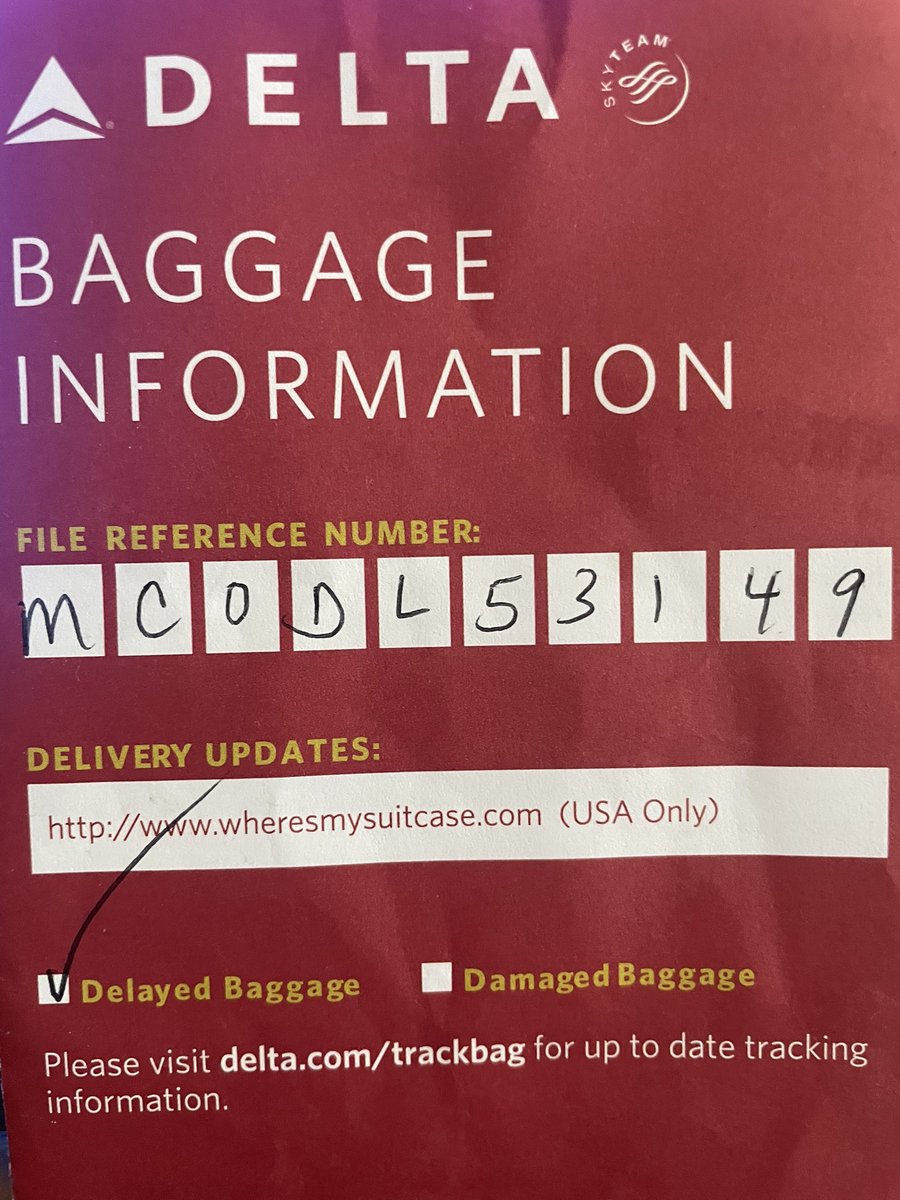 DELTA
SKYTEAM
BAGGAGE
INFORMATION
FILE REFERENCE NUMBER:
MCODL53149
DELIVERY UPDATES:
http://www.wheresmysuitcase.com (USA Only)
Delayed Baggage Damaged Baggage
Please visit delta.com/trackbag for up to date tracking
information.